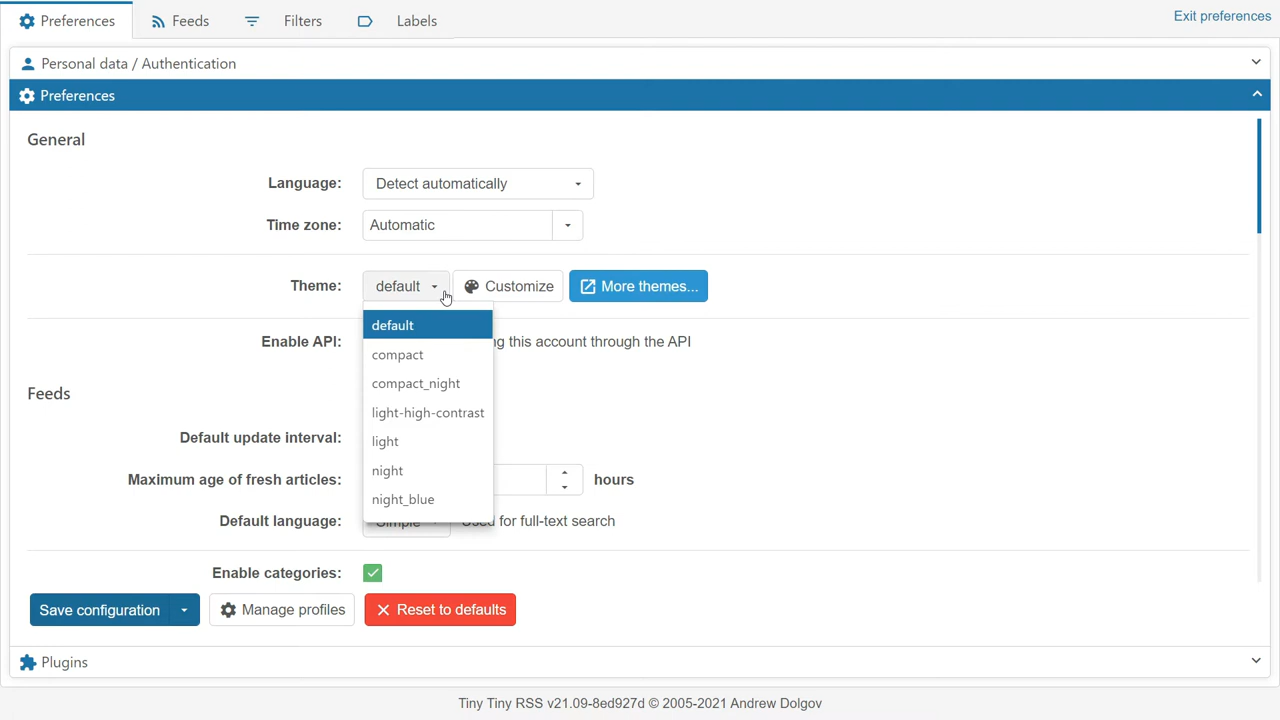 Preferences
Feeds
Filters
Labels
Exit preferences
Personal data / Authentication
Preferences
General
Language: Detect automatically
Time zone: Automatic
Theme: default Customize More themes...
default
Enable API: ng this account through the API
compact
compact_night
Feeds
light-high-contrast
Default update interval:
light
night
Maximum age of fresh articles: hours
night_blue
Default language: Simple Used for full-text search
Enable categories:
Save configuration Manage profiles Reset to defaults
Plugins
Tiny Tiny RSS v21.09-8ed927d © 2005-2021 Andrew Dolgov